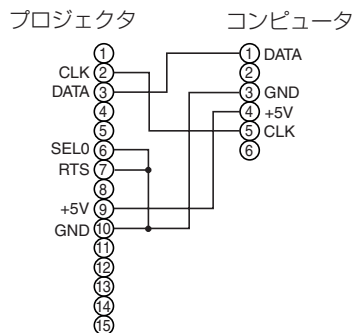 プロジェクタ
コンピュータ
①
CLK ②
DATA ③
④
⑤
SEL0 ⑥
RTS ⑦
⑧
+5V ⑨
GND ⑩
⑪
⑫
⑬
⑭
⑮
① DATA
②
③ GND
④ +5V
⑤ CLK
⑥